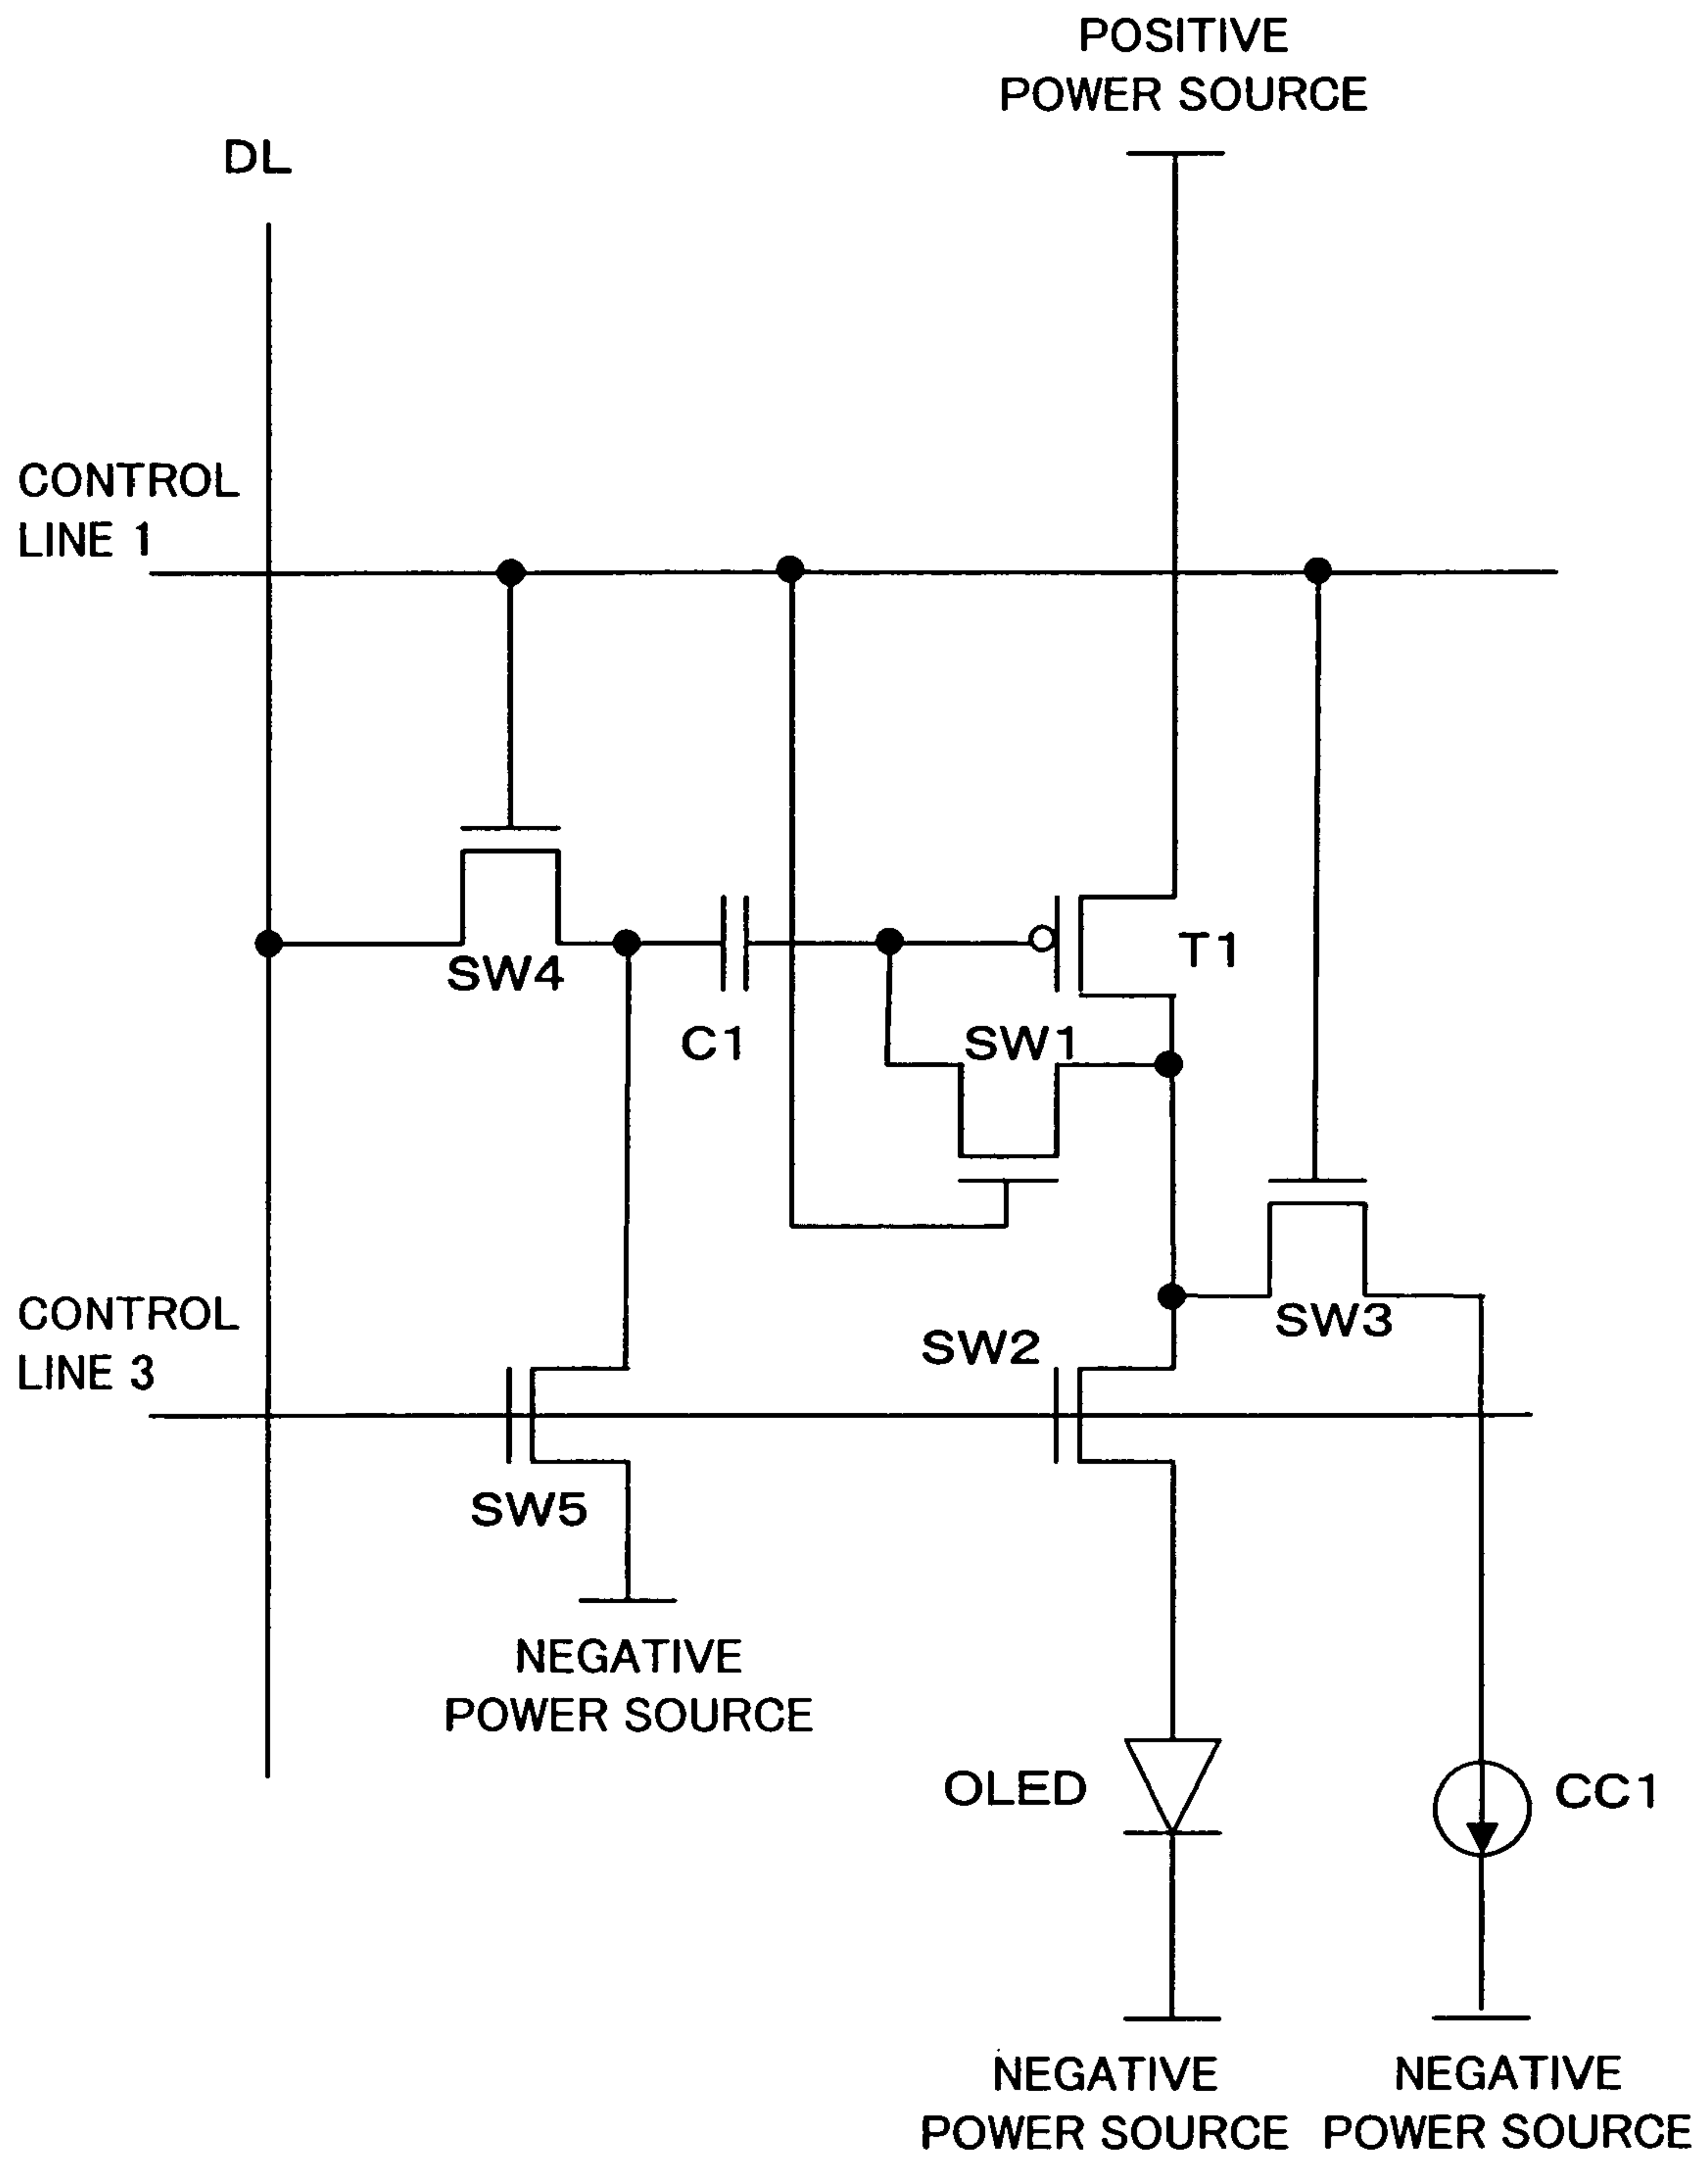 POSITIVE
POWER SOURCE
DL
CONTROL
LINE 1
SW4
T1
C1
SW1
CONTROL
LINE 3
SW3
SW2
SW5
NEGATIVE
POWER SOURCE
OLED
CC1
NEGATIVE
POWER SOURCE
NEGATIVE
POWER SOURCE